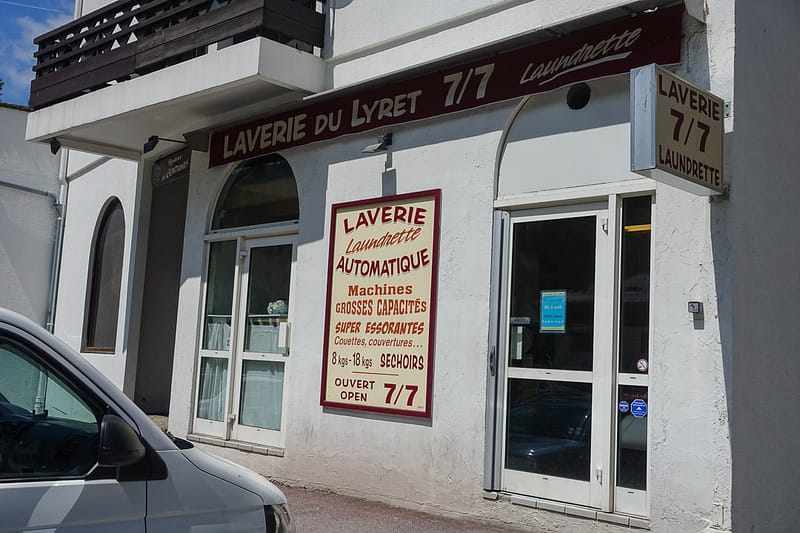 LAVERIE DU LYRET 7/7 Laundrette
LAVERIE
7/7
LAUNDRETTE
LAVERIE
Laundrette
AUTOMATIQUE
Machines
GROSSES CAPACITÉS
SUPER ESSORANTES
Couettes, couvertures...
8 kgs - 18 kgs SECHOIRS
OUVERT
OPEN 7/7